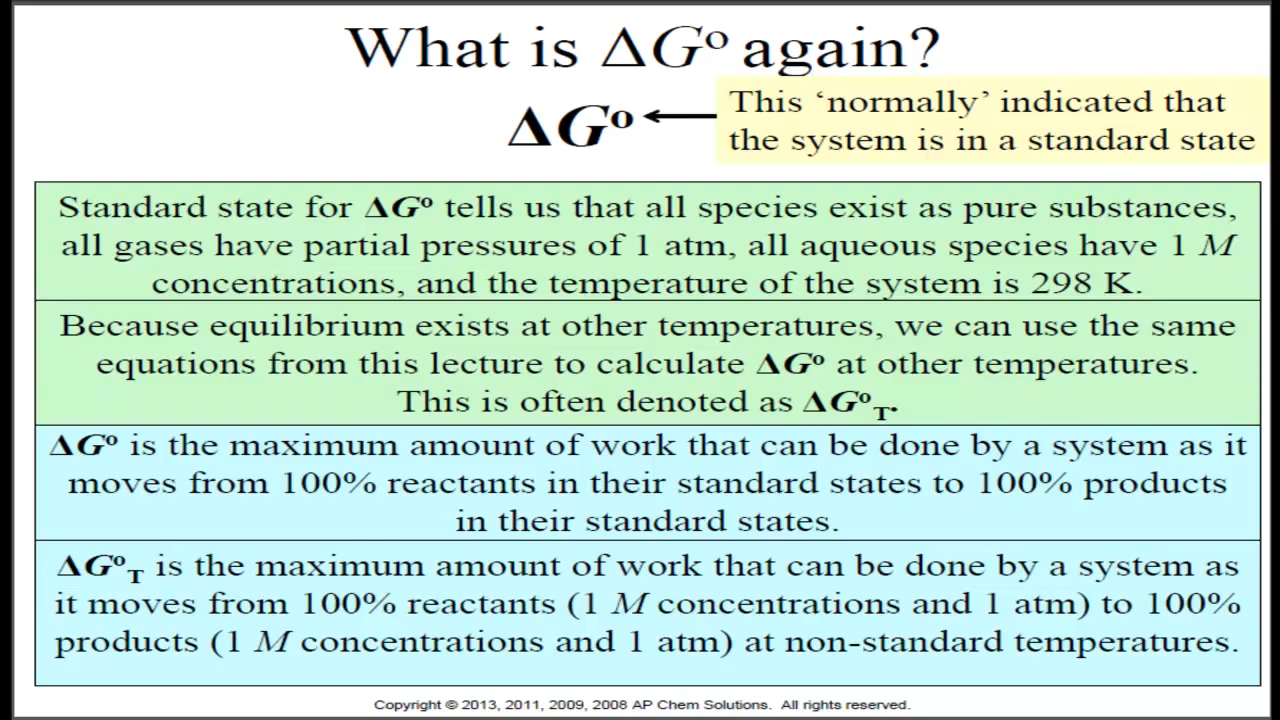 What is ΔG° again?
ΔG°
This ‘normally’ indicated that
the system is in a standard state
Standard state for ΔG° tells us that all species exist as pure substances,
all gases have partial pressures of 1 atm, all aqueous species have 1 M
concentrations, and the temperature of the system is 298 K.
Because equilibrium exists at other temperatures, we can use the same
equations from this lecture to calculate ΔG° at other temperatures.
This is often denoted as ΔG°T.
ΔG° is the maximum amount of work that can be done by a system as it
moves from 100% reactants in their standard states to 100% products
in their standard states.
ΔG°T is the maximum amount of work that can be done by a system as
it moves from 100% reactants (1 M concentrations and 1 atm) to 100%
products (1 M concentrations and 1 atm) at non-standard temperatures.
Copyright © 2013, 2011, 2009, 2008 AP Chem Solutions. All rights reserved.